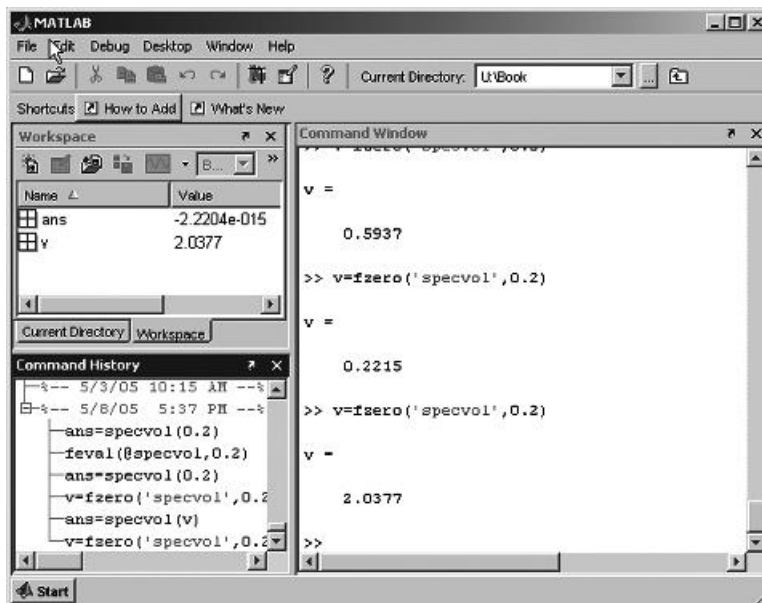 MATLAB
File Edit Debug Desktop Window Help
Current Directory: U:\Book
...
Shortcuts How to Add What's New
Workspace
B...
Name Value
ans -2.2204e-015
v 2.0377
Current Directory Workspace
Command History
%-- 5/3/05 10:15 AM --%
%-- 5/8/05 5:37 PM --%
ans=specvol(0.2)
feval(@specvol,0.2)
ans=specvol(0.2)
v=fzero('specvol',0.2
ans=specvol(v)
v=fzero('specvol',0.2
Start
Command Window
v =
0.5937
>> v=fzero('specvol',0.2)
v =
0.2215
>> v=fzero('specvol',0.2)
v =
2.0377
>>